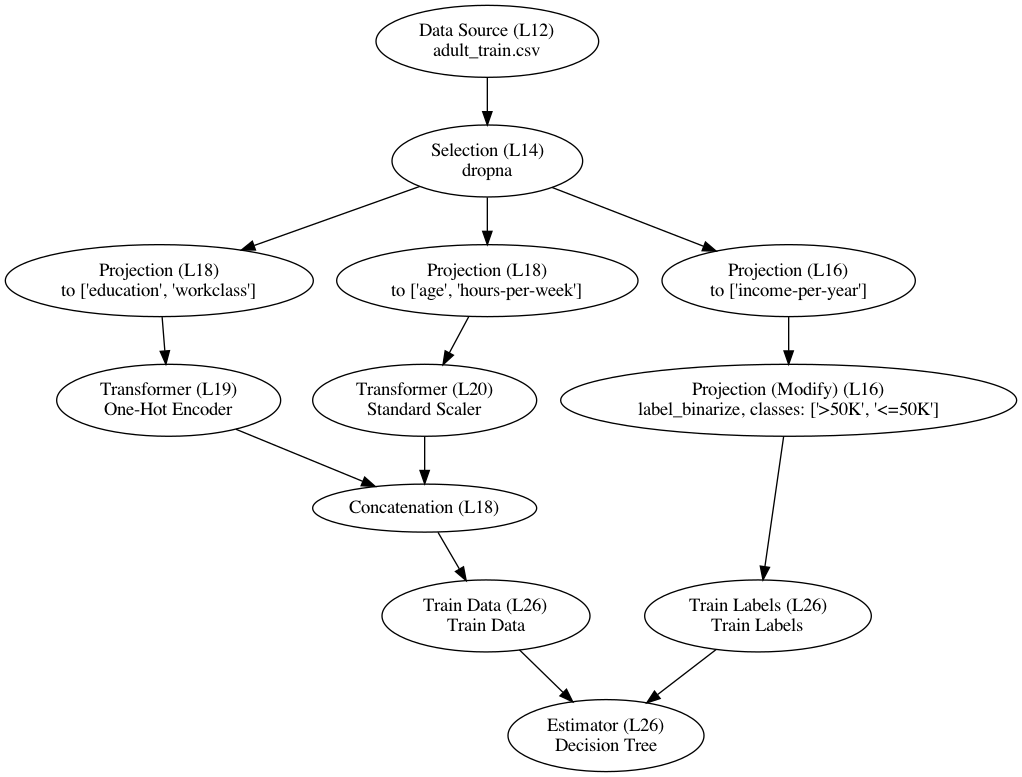 Data Source (L12)
adult_train.csv
Selection (L14)
dropna
Projection (L18)
to ['education', 'workclass']
Projection (L18)
to ['age', 'hours-per-week']
Projection (L16)
to ['income-per-year']
Transformer (L19)
One-Hot Encoder
Transformer (L20)
Standard Scaler
Projection (Modify) (L16)
label_binarize, classes: ['>50K', '<=50K']
Concatenation (L18)
Train Data (L26)
Train Data
Train Labels (L26)
Train Labels
Estimator (L26)
Decision Tree